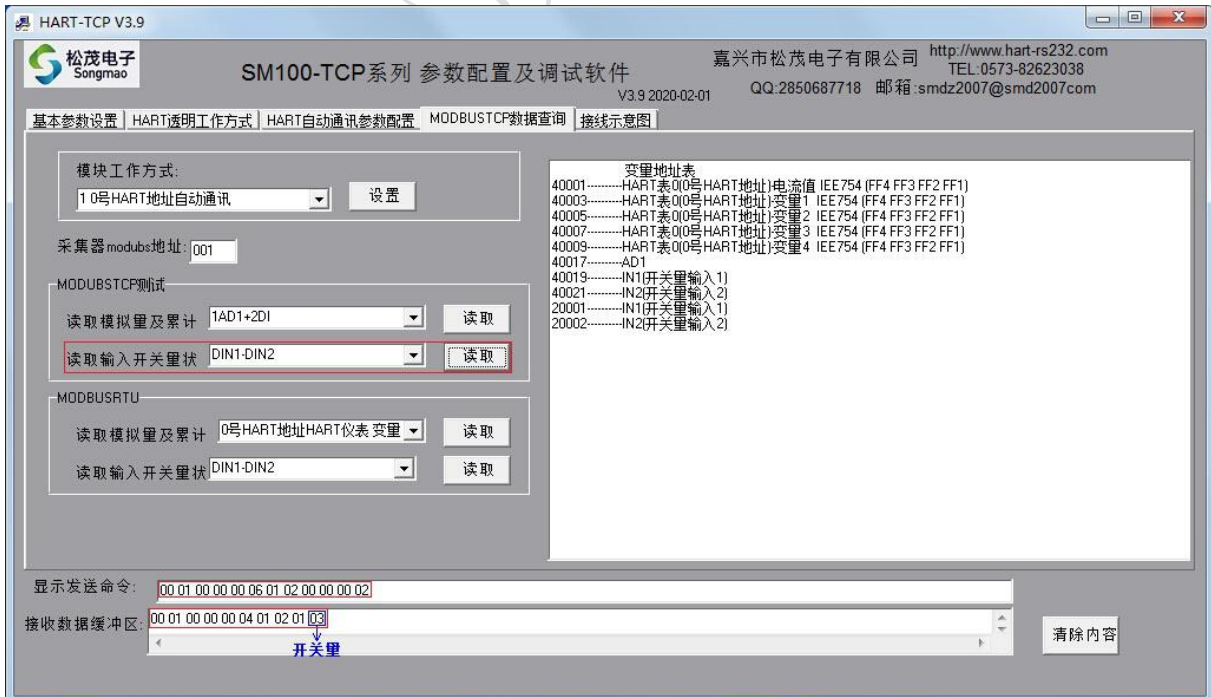 HART-TCP V3.9
松茂电子
Songmao
SM100-TCP系列 参数配置及调试软件
V3.9 2020-02-01
嘉兴市松茂电子有限公司 http://www.hart-rs232.com
TEL:0573-82623038
QQ:2850687718 邮箱:smdz2007@smd2007com
基本参数设置 HART透明工作方式 HART自动通讯参数配置 MODBUSTCP数据查询 接线示意图
模块工作方式:
1 0号HART地址自动通讯 设置
采集器modubs地址: 001
MODUBSTCP测试
读取模拟量及累计 1AD1+2DI 读取
读取输入开关量状 DIN1-DIN2 读取
MODBUSRTU
读取模拟量及累计 0号HART地址HART仪表 变量 读取
读取输入开关量状 DIN1-DIN2 读取
变量地址表
40001---------HART表0(0号HART地址)电流值 IEE754 (FF4 FF3 FF2 FF1)
40003---------HART表0(0号HART地址)变量1 IEE754 (FF4 FF3 FF2 FF1)
40005---------HART表0(0号HART地址)变量2 IEE754 (FF4 FF3 FF2 FF1)
40007---------HART表0(0号HART地址)变量3 IEE754 (FF4 FF3 FF2 FF1)
40009---------HART表0(0号HART地址)变量4 IEE754 (FF4 FF3 FF2 FF1)
40017---------AD1
40019---------IN1(开关量输入1)
40021---------IN2(开关量输入2)
20001---------IN1(开关量输入1)
20002---------IN2(开关量输入2)
显示发送命令: 00 01 00 00 00 06 01 02 00 00 00 02
接收数据缓冲区: 00 01 00 00 00 04 01 02 01 03
开关量
清除内容